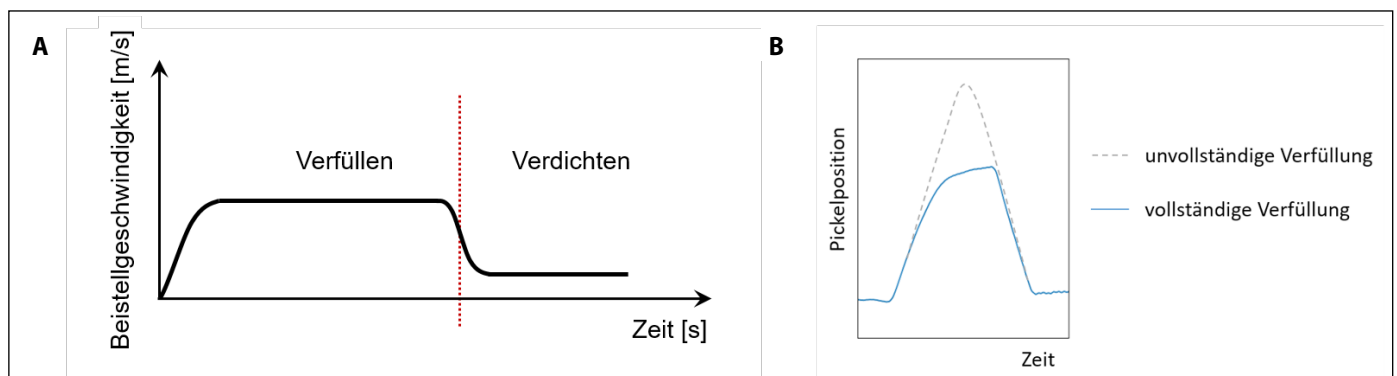 A
Beistellgeschwindigkeit [m/s]
Verfüllen
Verdichten
Zeit [s]
B
Pickelposition
unvollständige Verfüllung
vollständige Verfüllung
Zeit